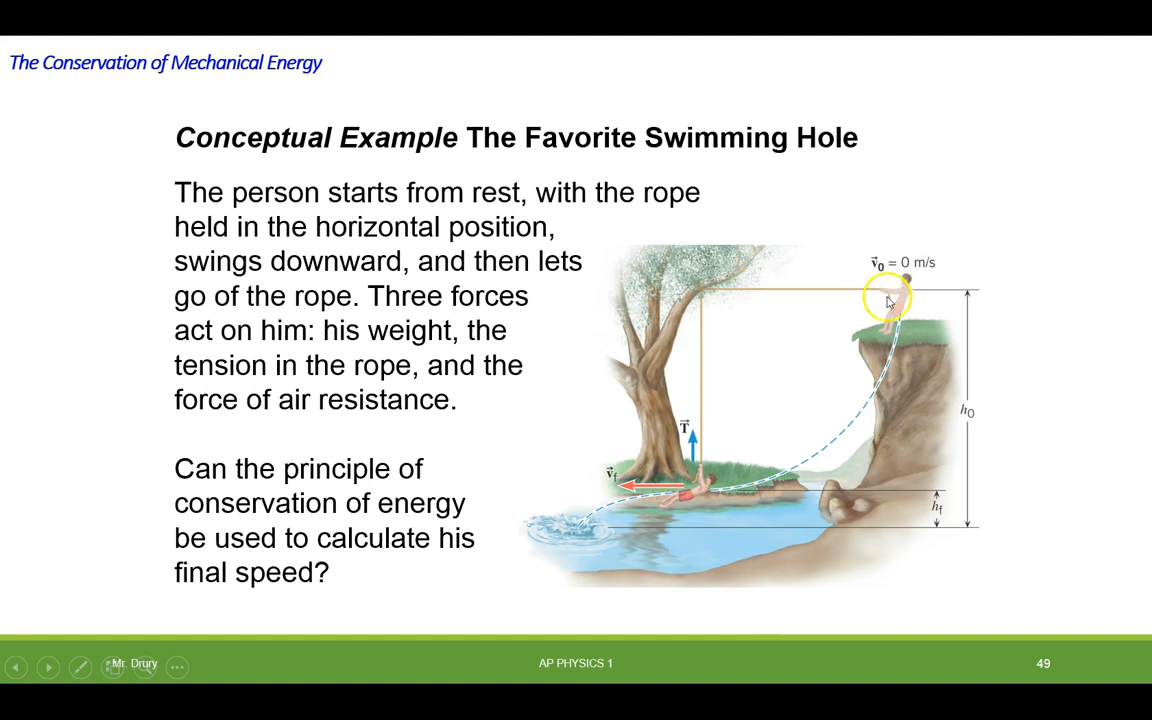 The Conservation of Mechanical Energy
Conceptual Example The Favorite Swimming Hole
The person starts from rest, with the rope
held in the horizontal position,
swings downward, and then lets
go of the rope. Three forces
act on him: his weight, the
tension in the rope, and the
force of air resistance.
Can the principle of
conservation of energy
be used to calculate his
final speed?
v⃗0 = 0 m/s
h0
T⃗
v⃗f
hf
Mr. Drury
AP PHYSICS 1
49